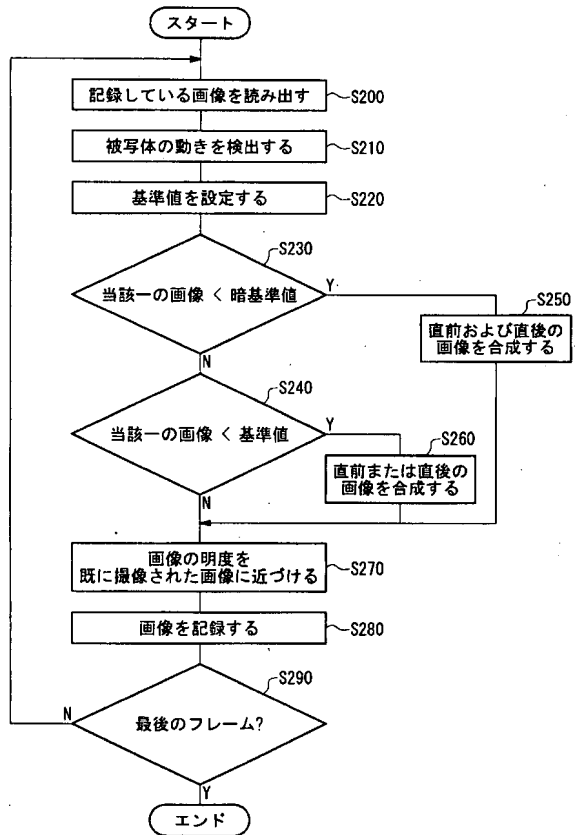 スタート
記録している画像を読み出す
S200
被写体の動きを検出する
S210
基準値を設定する
S220
S230
当該一の画像 < 暗基準値
Y
N
S250
直前および直後の
画像を合成する
S240
当該一の画像 < 基準値
Y
N
S260
直前または直後の
画像を合成する
画像の明度を
既に撮像された画像に近づける
S270
画像を記録する
S280
S290
最後のフレーム?
N
Y
エンド